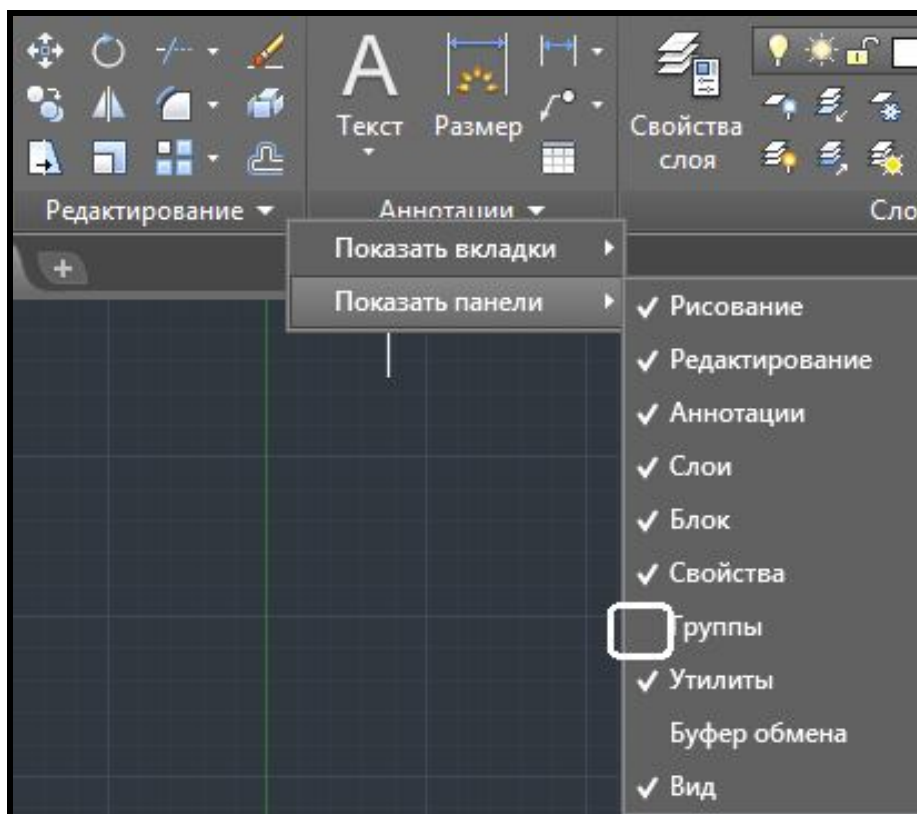 Текст
Размер
Свойства
слоя
Редактирование
Аннотации
Сло
Показать вкладки
Показать панели
Рисование
Редактирование
Аннотации
Слои
Блок
Свойства
Группы
Утилиты
Буфер обмена
Вид